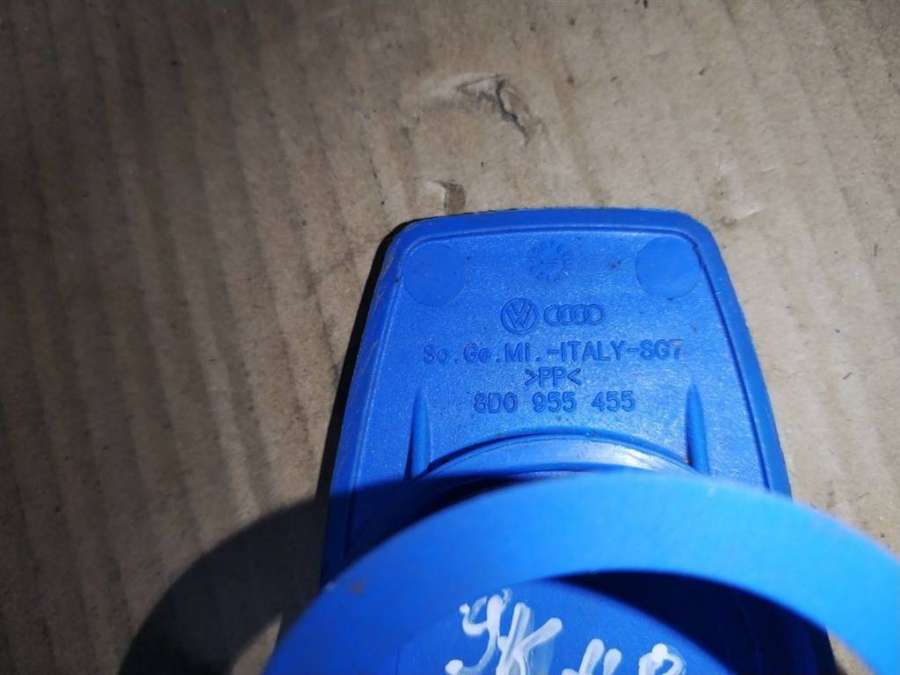 So.Ge.MI.-ITALY-SG7
>PP<
8D0 955 455